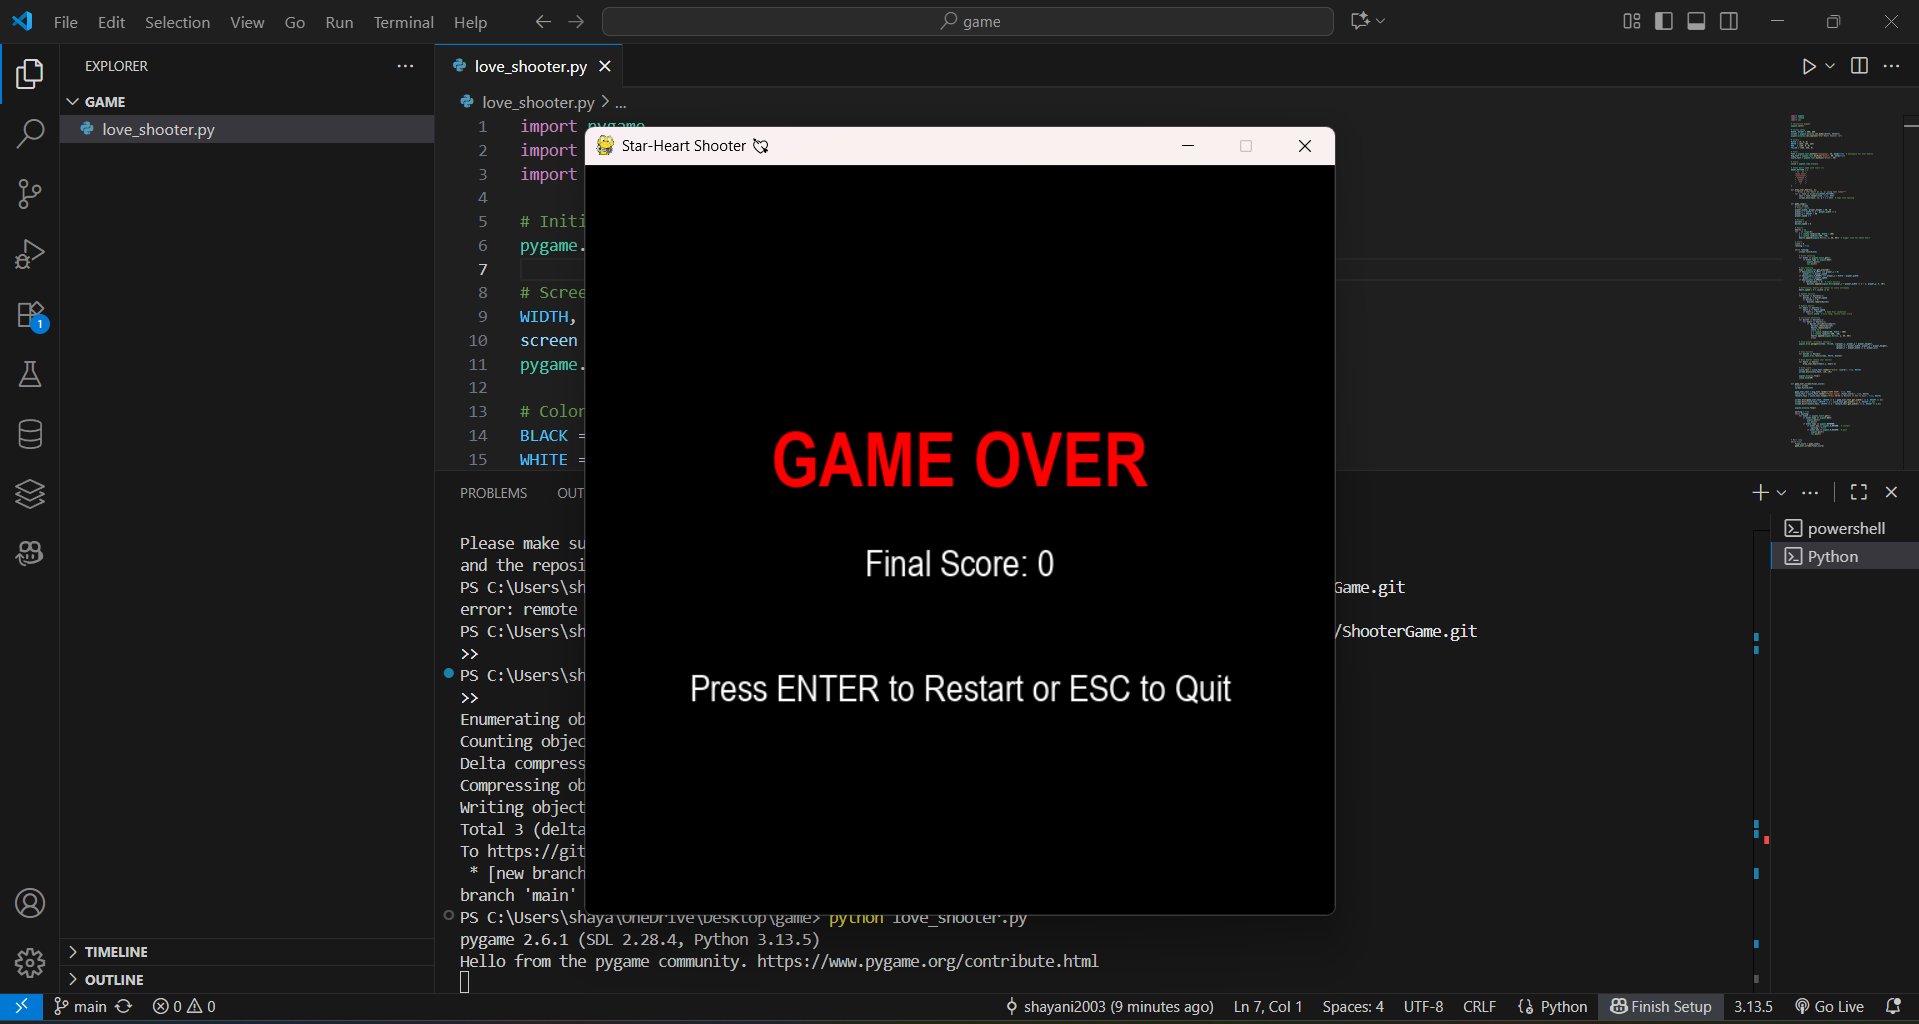 File Edit Selection View Go Run Terminal Help
game
EXPLORER
GAME
love_shooter.py
1
TIMELINE
OUTLINE
love_shooter.py
love_shooter.py > ...
1 import pygame
2 import
3 import
4
5 # Initi
6 pygame.
7
8 # Scree
9 WIDTH,
10 screen
11 pygame.
12
13 # Color
14 BLACK =
15 WHITE =
Star-Heart Shooter
GAME OVER
Final Score: 0
Press ENTER to Restart or ESC to Quit
PROBLEMS OUT
powershell
Python
Please make su
and the reposi
PS C:\Users\sh Game.git
error: remote
PS C:\Users\sh /ShooterGame.git
>>
PS C:\Users\sh
>>
Enumerating ob
Counting objec
Delta compress
Compressing ob
Writing object
Total 3 (delta
To https://git
* [new branch
branch 'main'
PS C:\Users\shaya\OneDrive\Desktop\game> python love_shooter.py
pygame 2.6.1 (SDL 2.28.4, Python 3.13.5)
Hello from the pygame community. https://www.pygame.org/contribute.html
main 0 0 shayani2003 (9 minutes ago) Ln 7, Col 1 Spaces: 4 UTF-8 CRLF Python Finish Setup 3.13.5 Go Live